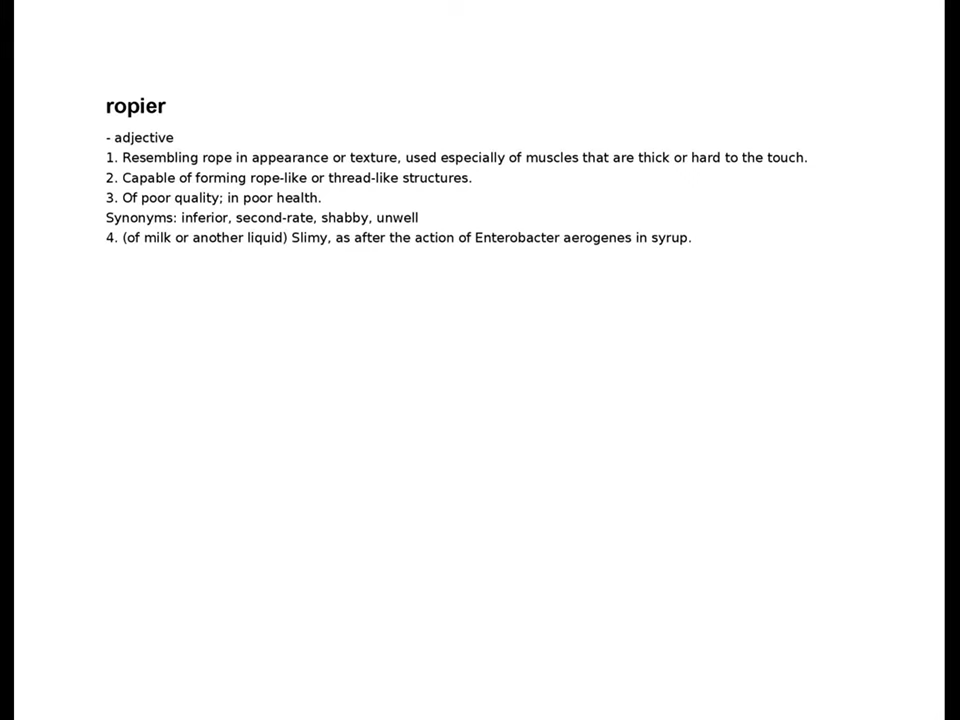 ropier
- adjective
1. Resembling rope in appearance or texture, used especially of muscles that are thick or hard to the touch.
2. Capable of forming rope-like or thread-like structures.
3. Of poor quality; in poor health.
Synonyms: inferior, second-rate, shabby, unwell
4. (of milk or another liquid) Slimy, as after the action of Enterobacter aerogenes in syrup.